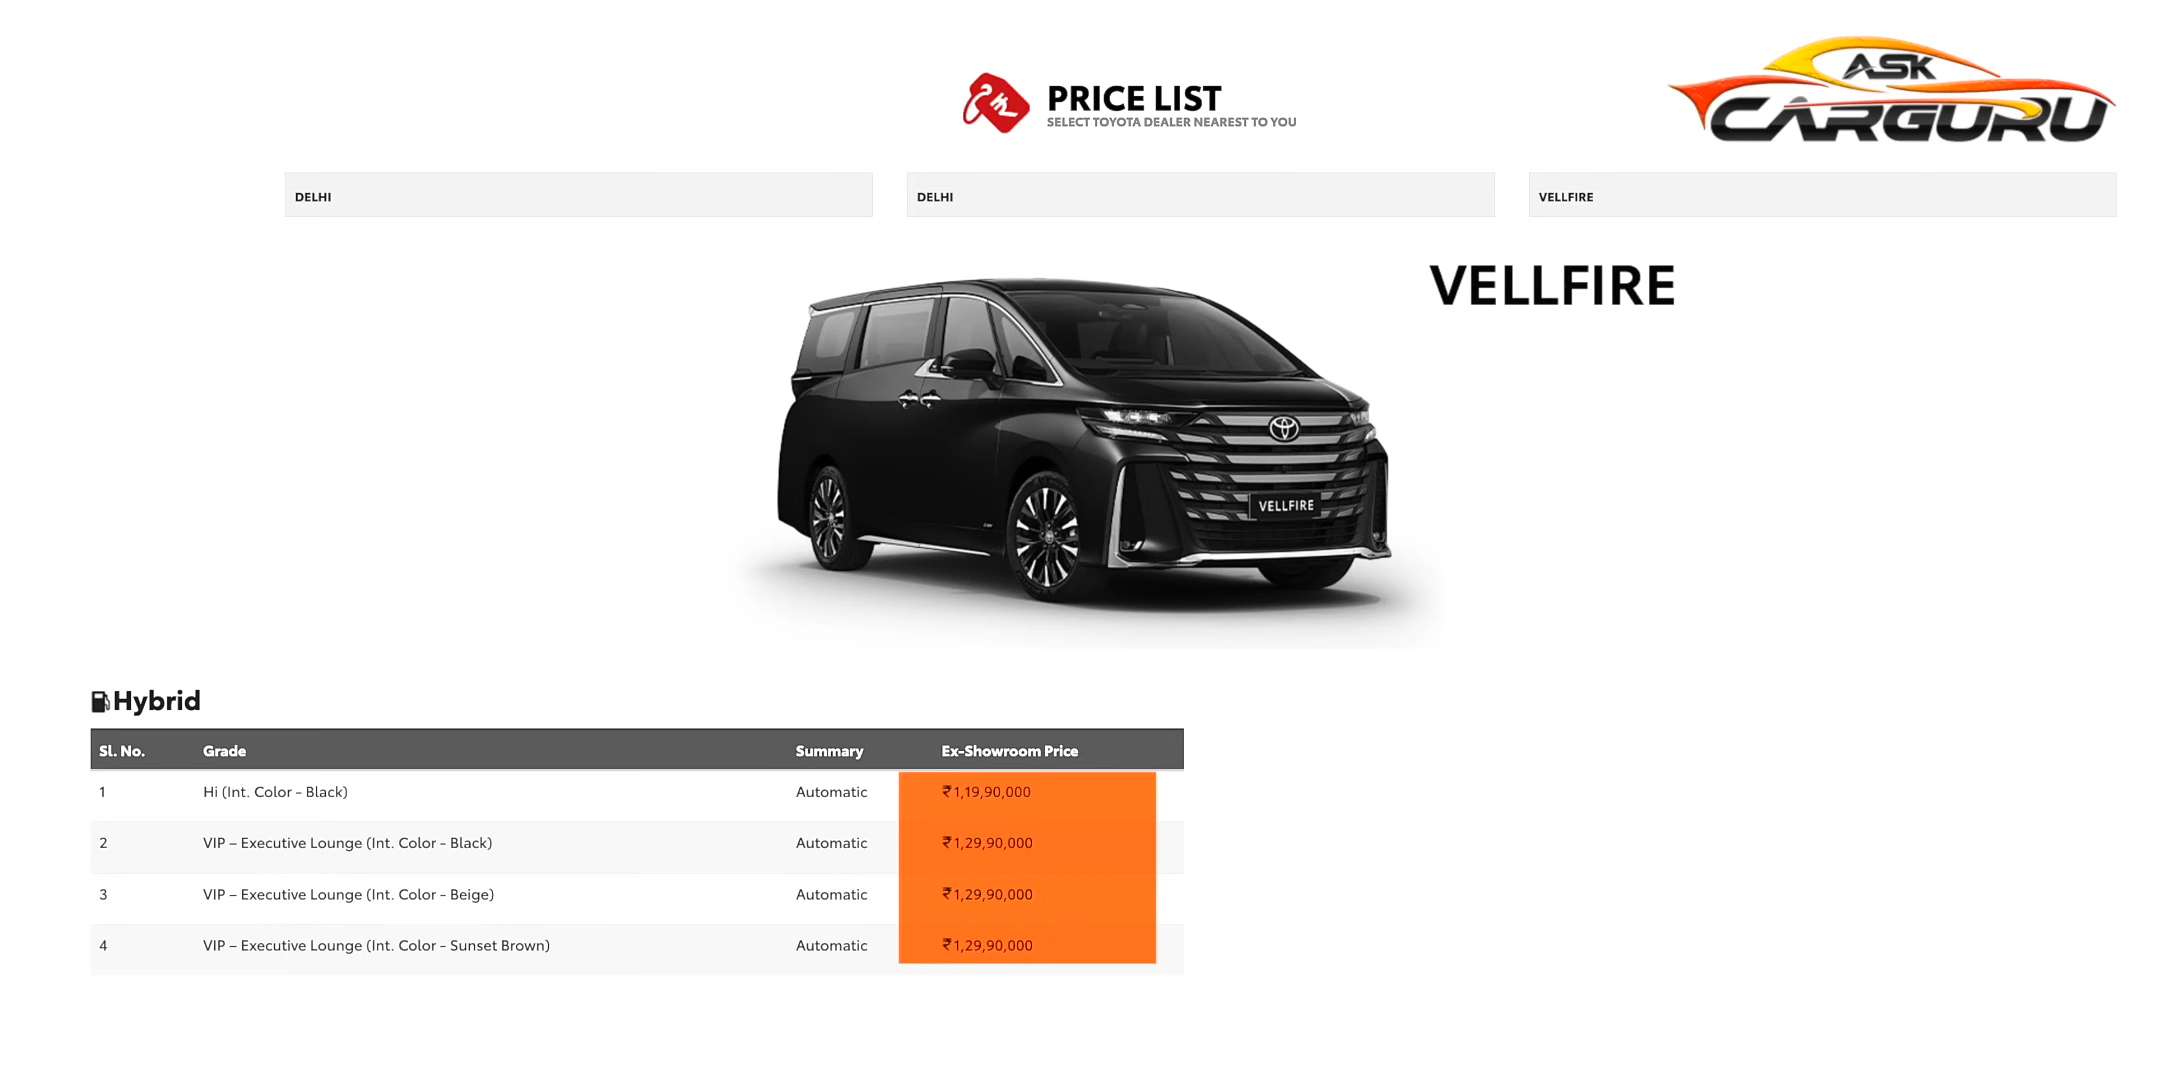 ASK
CARGURU
PRICE LIST
SELECT TOYOTA DEALER NEAREST TO YOU
DELHI
DELHI
VELLFIRE
VELLFIRE
VELLFIRE
Hybrid
Sl. No. Grade Summary Ex-Showroom Price
1 Hi (Int. Color - Black) Automatic ₹1,19,90,000
2 VIP – Executive Lounge (Int. Color - Black) Automatic ₹1,29,90,000
3 VIP – Executive Lounge (Int. Color - Beige) Automatic ₹1,29,90,000
4 VIP – Executive Lounge (Int. Color - Sunset Brown) Automatic ₹1,29,90,000